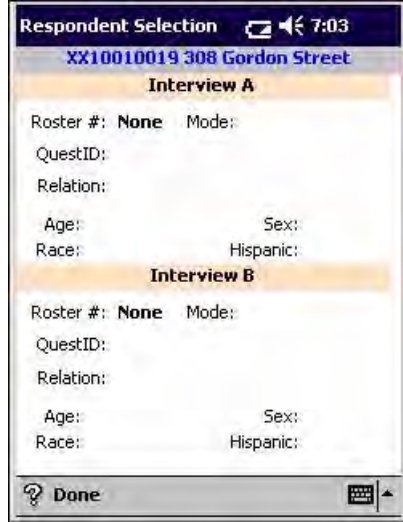 Respondent Selection 7:03
XX10010019 308 Gordon Street
Interview A
Roster #: None Mode:
QuestID:
Relation:
Age: Sex:
Race: Hispanic:
Interview B
Roster #: None Mode:
QuestID:
Relation:
Age: Sex:
Race: Hispanic:
? Done